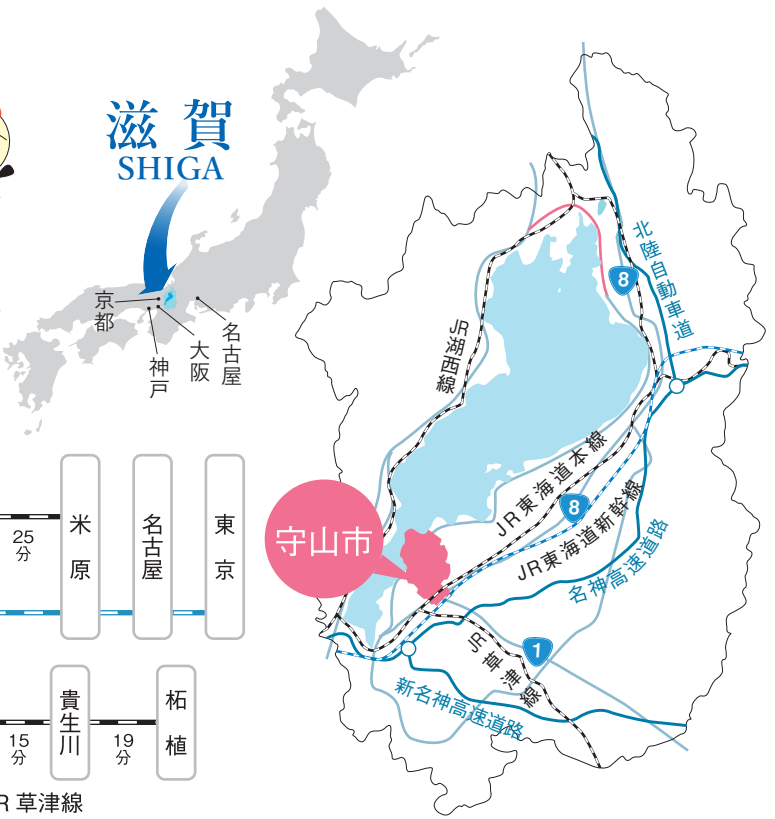 滋賀
SHIGA
京都
神戸
大阪
名古屋
北陸自動車道
8
JR湖西線
JR東海道本線
8
JR東海道新幹線
名神高速道路
守山市
JR草津線
1
新名神高速道路
25分
米原
名古屋
東京
15分
貴生川
19分
柘植
草津線